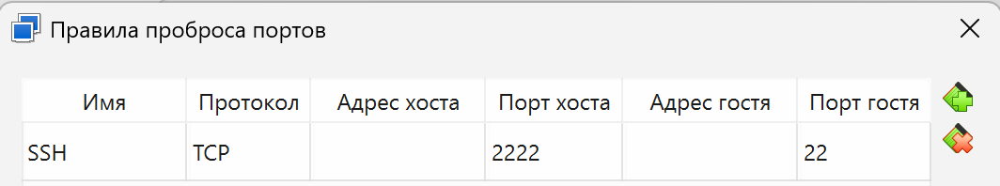 Правила проброса портов
Имя Протокол Адрес хоста Порт хоста Адрес гостя Порт гостя
SSH TCP 2222 22